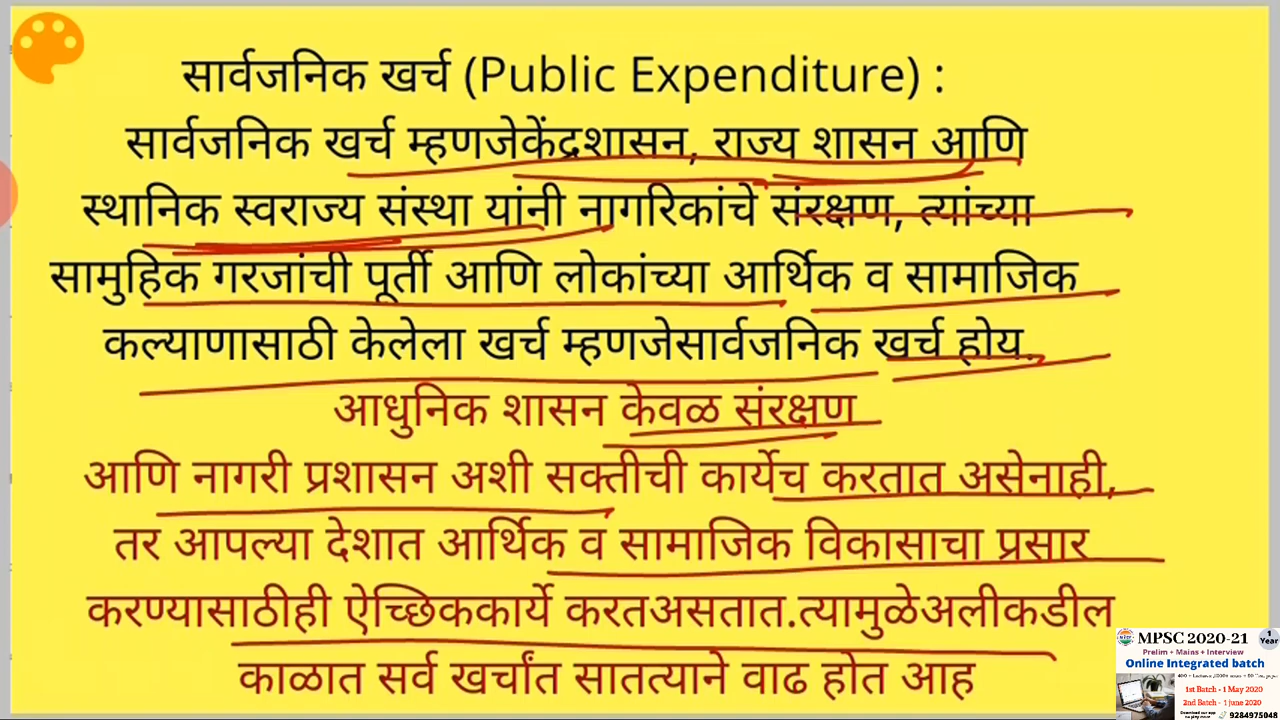 सार्वजनिक खर्च (Public Expenditure) :
सार्वजनिक खर्च म्हणजेकेंद्रशासन, राज्य शासन आणि
स्थानिक स्वराज्य संस्था यांनी नागरिकांचे संरक्षण, त्यांच्या
सामुहिक गरजांची पूर्ती आणि लोकांच्या आर्थिक व सामाजिक
कल्याणासाठी केलेला खर्च म्हणजेसार्वजनिक खर्च होय.
आधुनिक शासन केवळ संरक्षण
आणि नागरी प्रशासन अशी सक्तीची कार्येच करतात असेनाही,
तर आपल्या देशात आर्थिक व सामाजिक विकासाचा प्रसार
करण्यासाठीही ऐच्छिककार्ये करतअसतात.त्यामुळेअलीकडील
काळात सर्व खर्चांत सातत्याने वाढ होत आह
MPSC 2020-21
1 Year
Prelim + Mains + Interview
Online Integrated batch
1st Batch - 1 May 2020
2nd Batch - 1 june 2020
9284975048